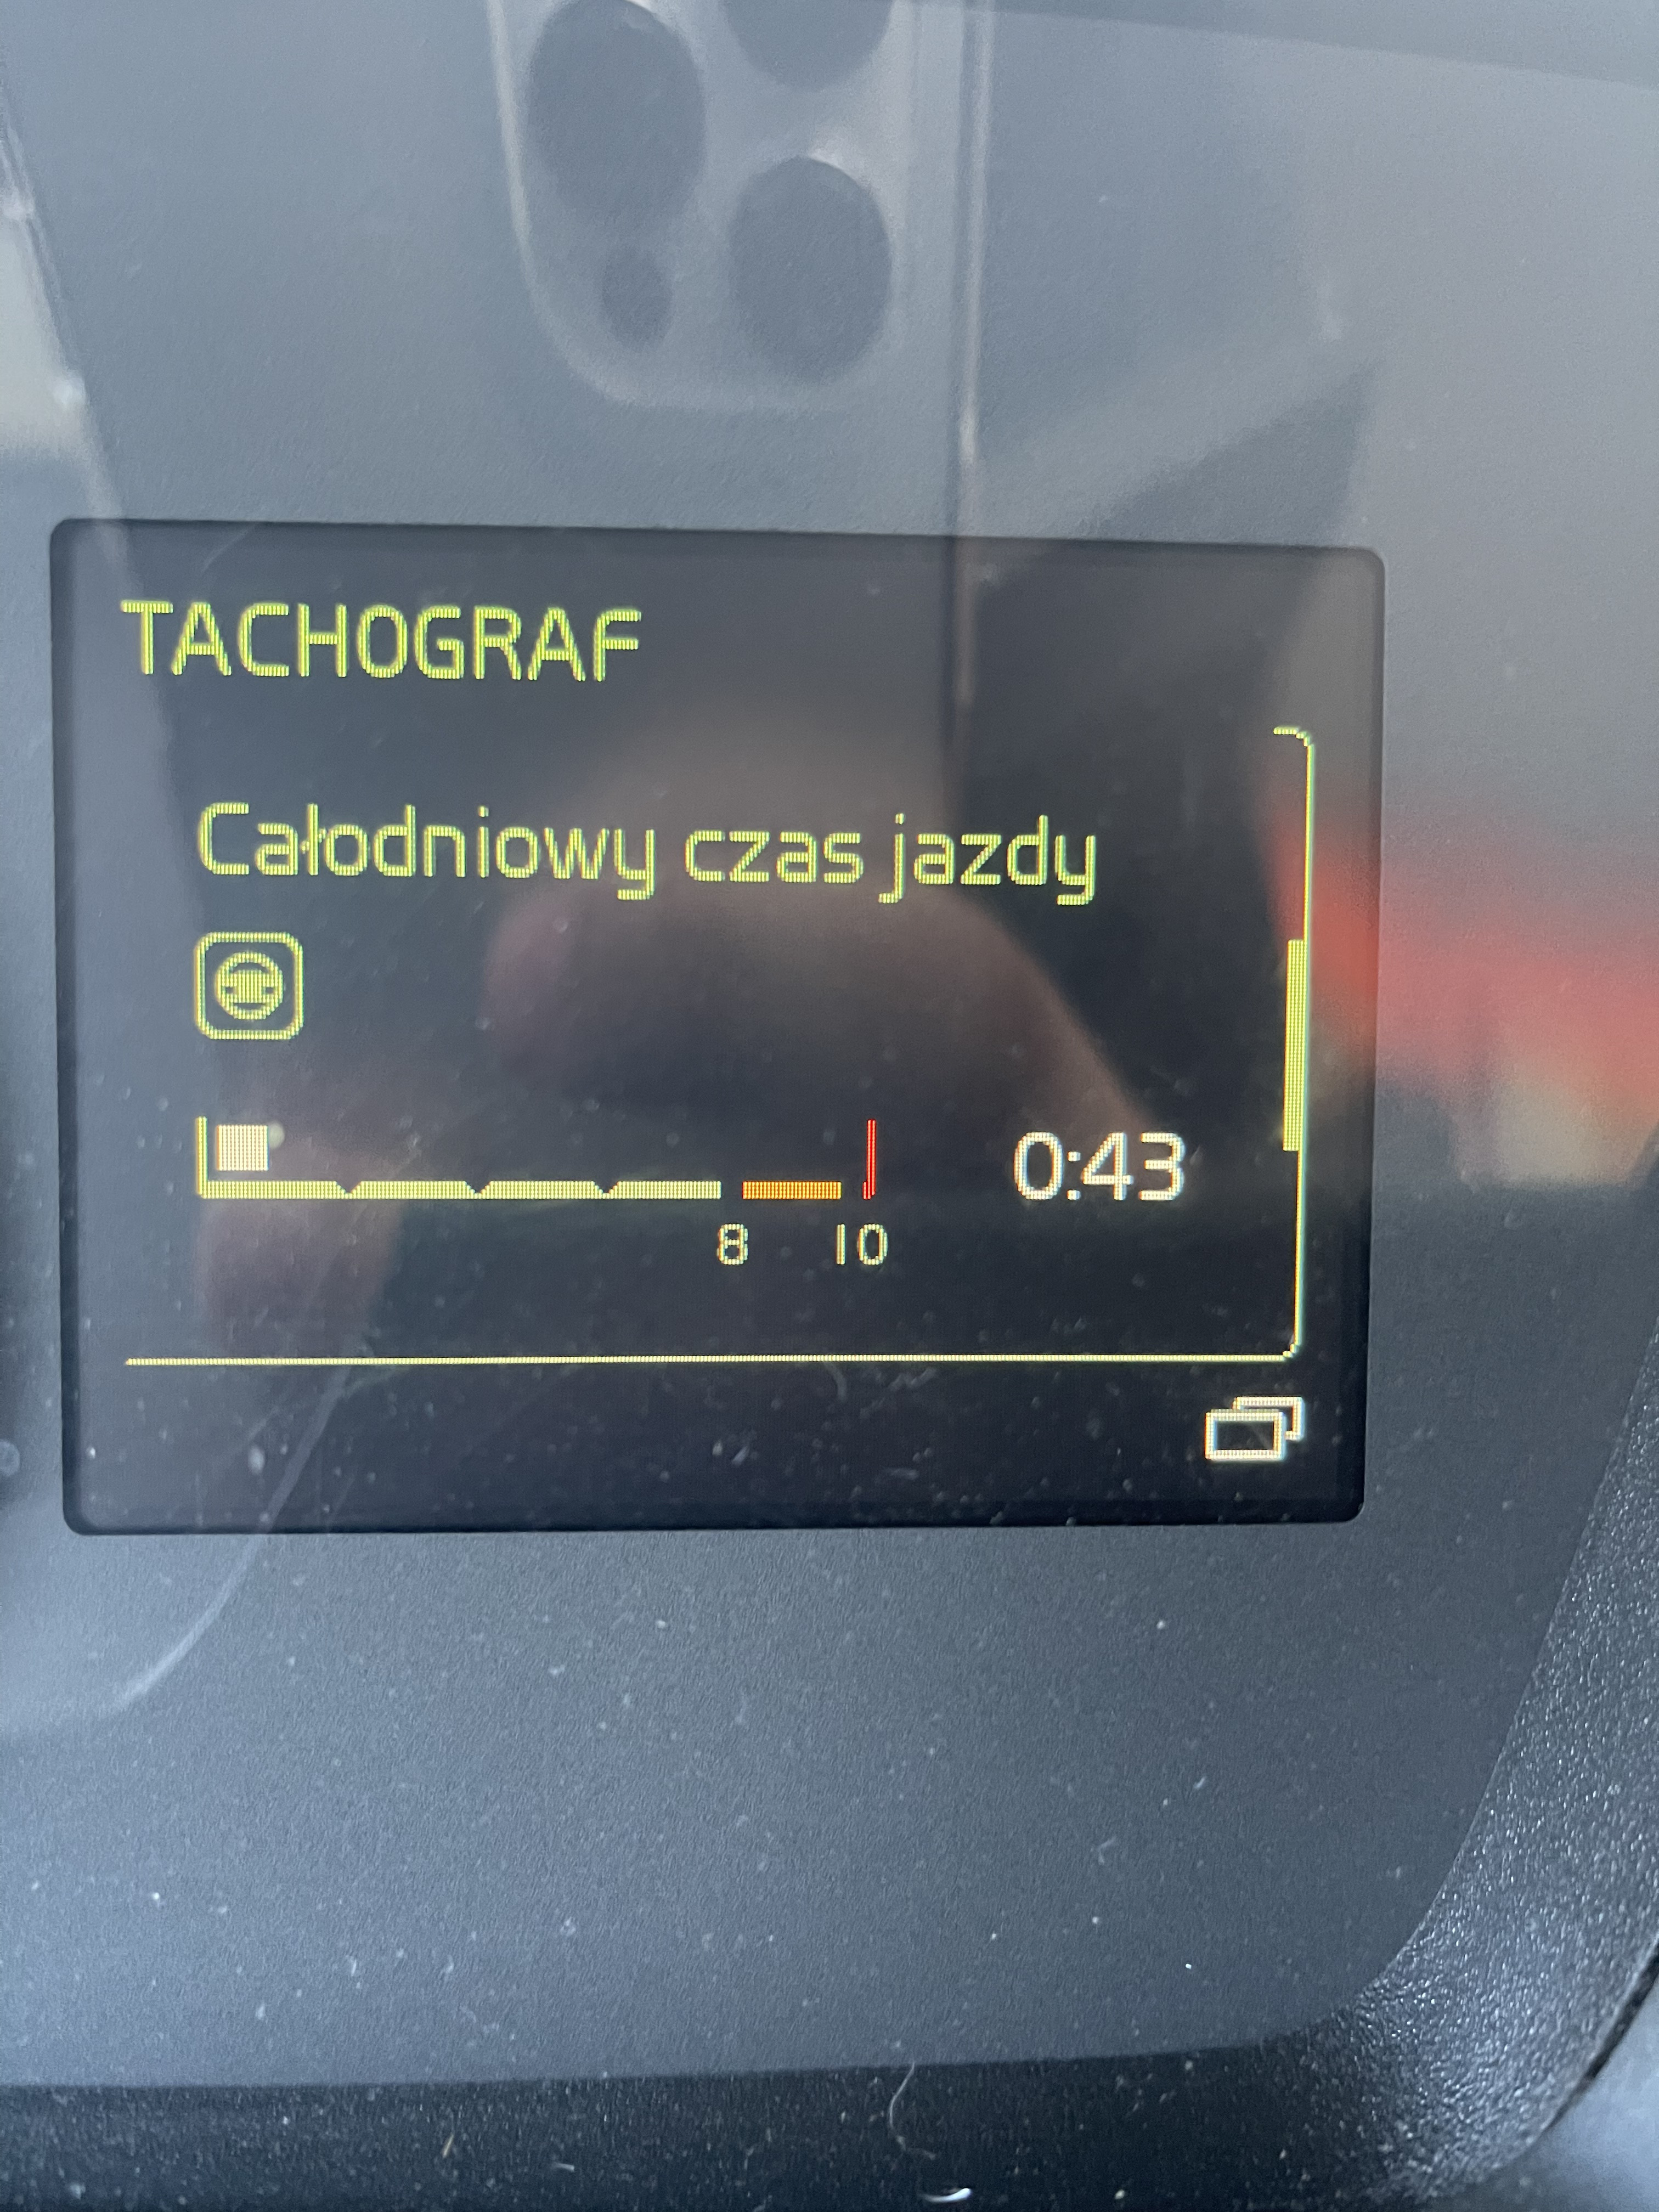 TACHOGRAF
Całodniowy czas jazdy
0:43
8 10